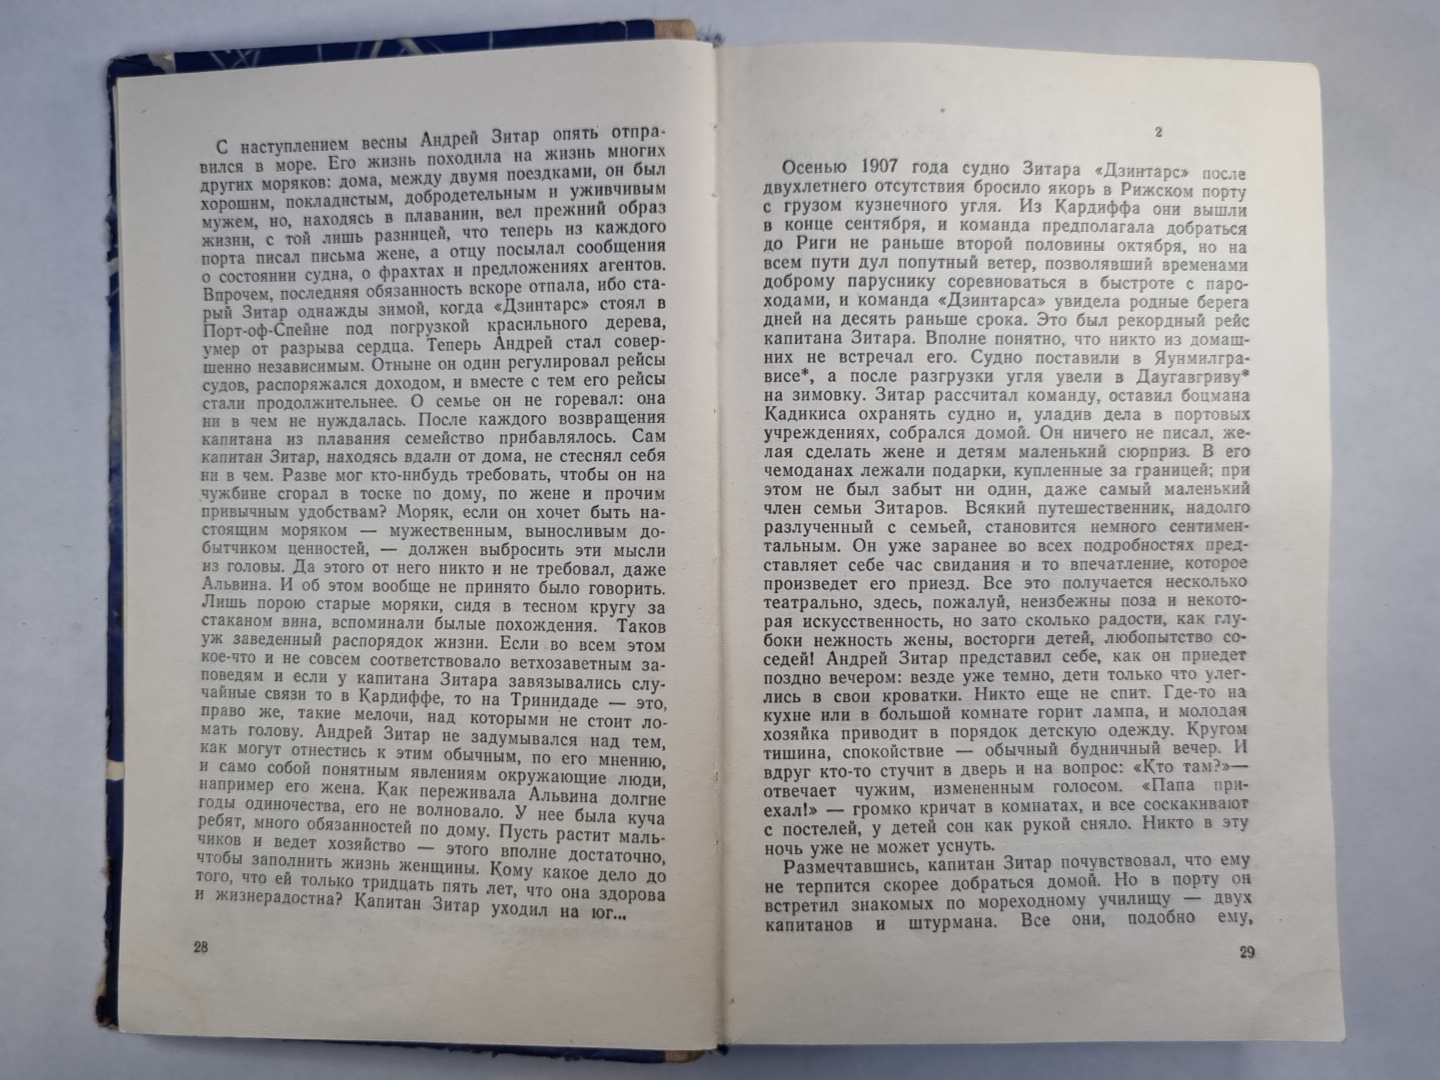 С наступлением весны Андрей Зитар опять отпра-
вился в море. Его жизнь походила на жизнь многих
других моряков: дома, между двумя поездками, он был
хорошим, покладистым, добродетельным и уживчивым
мужем, но, находясь в плавании, вел прежний образ
жизни, с той лишь разницей, что теперь из каждого
порта писал письма жене, а отцу посылал сообщения
о состоянии судна, о фрахтах и предложениях агентов.
Впрочем, последняя обязанность вскоре отпала, ибо ста-
рый Зитар однажды зимой, когда «Дзинтарс» стоял в
Порт-оф-Спейне под погрузкой красильного дерева,
умер от разрыва сердца. Теперь Андрей стал совер-
шенно независимым. Отныне он один регулировал рейсы
судов, распоряжался доходом, и вместе с тем его рейсы
стали продолжительнее. О семье он не горевал: она
ни в чем не нуждалась. После каждого возвращения
капитана из плавания семейство прибавлялось. Сам
капитан Зитар, находясь вдали от дома, не стеснял себя
ни в чем. Разве мог кто-нибудь требовать, чтобы он на
чужбине сгорал в тоске по дому, по жене и прочим
привычным удобствам? Моряк, если он хочет быть на-
стоящим моряком — мужественным, выносливым до-
бытчиком ценностей, — должен выбросить эти мысли
из головы. Да этого от него никто и не требовал, даже
Альвина. И об этом вообще не принято было говорить.
Лишь порою старые моряки, сидя в тесном кругу за
стаканом вина, вспоминали былые похождения. Таков
уж заведенный распорядок жизни. Если во всем этом
кое-что и не совсем соответствовало ветхозаветным за-
поведям и если у капитана Зитара завязывались слу-
чайные связи то в Кардиффе, то на Тринидаде — это,
право же, такие мелочи, над которыми не стоит ло-
мать голову. Андрей Зитар не задумывался над тем,
как могут отнестись к этим обычным, по его мнению,
и само собой понятным явлениям окружающие люди,
например его жена. Как переживала Альвина долгие
годы одиночества, его не волновало. У нее была куча
ребят, много обязанностей по дому. Пусть растит маль-
чиков и ведет хозяйство — этого вполне достаточно,
чтобы заполнить жизнь женщины. Кому какое дело до
того, что ей только тридцать пять лет, что она здорова
и жизнерадостна? Капитан Зитар уходил на юг...
28
2
Осенью 1907 года судно Зитара «Дзинтарс» после
двухлетнего отсутствия бросило якорь в Рижском порту
с грузом кузнечного угля. Из Кардиффа они вышли
в конце сентября, и команда предполагала добраться
до Риги не раньше второй половины октября, но на
всем пути дул попутный ветер, позволявший временами
доброму паруснику соревноваться в быстроте с паро-
ходами, и команда «Дзинтарса» увидела родные берега
дней на десять раньше срока. Это был рекордный рейс
капитана Зитара. Вполне понятно, что никто из домаш-
них не встречал его. Судно поставили в Яунмилгра-
висе*, а после разгрузки угля увели в Даугавгриву*
на зимовку. Зитар рассчитал команду, оставил боцмана
Кадикиса охранять судно и, уладив дела в портовых
учреждениях, собрался домой. Он ничего не писал, же-
лая сделать жене и детям маленький сюрприз. В его
чемоданах лежали подарки, купленные за границей; при
этом не был забыт ни один, даже самый маленький
член семьи Зитаров. Всякий путешественник, надолго
разлученный с семьей, становится немного сентимен-
тальным. Он уже заранее во всех подробностях пред-
ставляет себе час свидания и то впечатление, которое
произведет его приезд. Все это получается несколько
театрально, здесь, пожалуй, неизбежны поза и некото-
рая искусственность, но зато сколько радости, как глу-
боки нежность жены, восторги детей, любопытство со-
седей! Андрей Зитар представил себе, как он приедет
поздно вечером: везде уже темно, дети только что улег-
лись в свои кроватки. Никто еще не спит. Где-то на
кухне или в большой комнате горит лампа, и молодая
хозяйка приводит в порядок детскую одежду. Кругом
тишина, спокойствие — обычный будничный вечер. И
вдруг кто-то стучит в дверь и на вопрос: «Кто там?»—
отвечает чужим, измененным голосом. «Папа при-
ехал!» — громко кричат в комнатах, и все соскакивают
с постелей, у детей сон как рукой сняло. Никто в эту
ночь уже не может уснуть.
Размечтавшись, капитан Зитар почувствовал, что ему
не терпится скорее добраться домой. Но в порту он
встретил знакомых по мореходному училищу — двух
капитанов и штурмана. Все они, подобно ему,
29